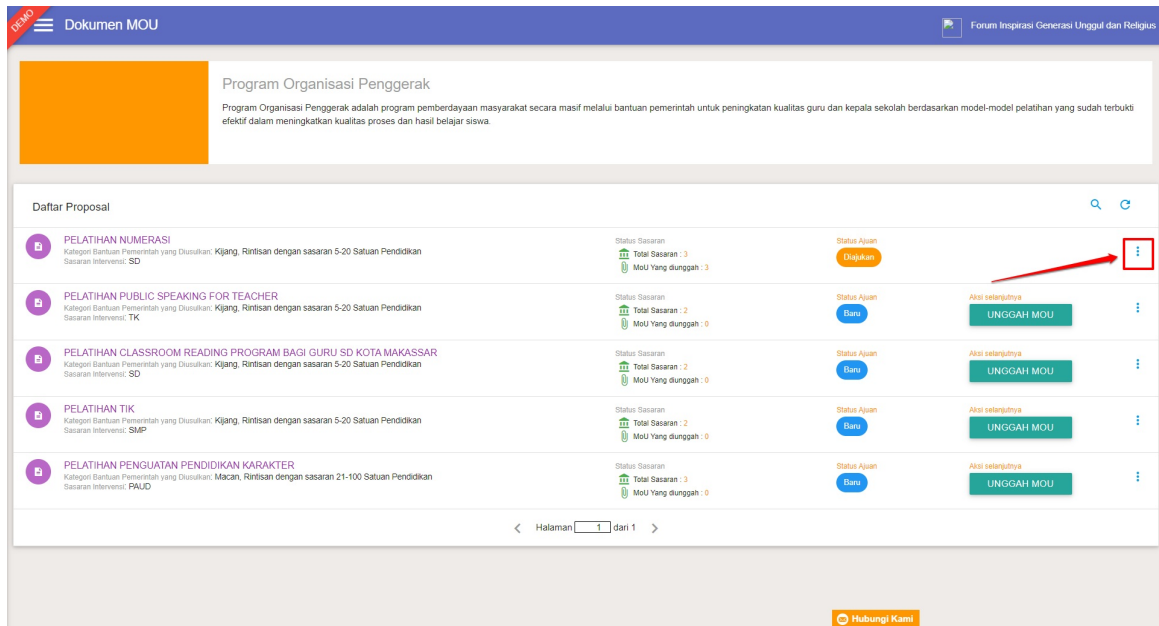 DEMO
Dokumen MOU
Forum Inspirasi Generasi Unggul dan Religius
Program Organisasi Penggerak
Program Organisasi Penggerak adalah program pemberdayaan masyarakat secara masif melalui bantuan pemerintah untuk peningkatan kualitas guru dan kepala sekolah berdasarkan model-model pelatihan yang sudah terbukti
efektif dalam meningkatkan kualitas proses dan hasil belajar siswa.
Daftar Proposal
PELATIHAN NUMERASI
Kategori Bantuan Pemerintah yang Diusulkan: Kijang, Rintisan dengan sasaran 5-20 Satuan Pendidikan
Sasaran Intervensi: SD
Status Sasaran
Total Sasaran : 3
MoU Yang diunggah : 3
Status Ajuan
Diajukan
PELATIHAN PUBLIC SPEAKING FOR TEACHER
Kategori Bantuan Pemerintah yang Diusulkan: Kijang, Rintisan dengan sasaran 5-20 Satuan Pendidikan
Sasaran Intervensi: TK
Status Sasaran
Total Sasaran : 2
MoU Yang diunggah : 0
Status Ajuan
Baru
Aksi selanjutnya
UNGGAH MOU
PELATIHAN CLASSROOM READING PROGRAM BAGI GURU SD KOTA MAKASSAR
Kategori Bantuan Pemerintah yang Diusulkan: Kijang, Rintisan dengan sasaran 5-20 Satuan Pendidikan
Sasaran Intervensi: SD
Status Sasaran
Total Sasaran : 2
MoU Yang diunggah : 0
Status Ajuan
Baru
Aksi selanjutnya
UNGGAH MOU
PELATIHAN TIK
Kategori Bantuan Pemerintah yang Diusulkan: Kijang, Rintisan dengan sasaran 5-20 Satuan Pendidikan
Sasaran Intervensi: SMP
Status Sasaran
Total Sasaran : 2
MoU Yang diunggah : 0
Status Ajuan
Baru
Aksi selanjutnya
UNGGAH MOU
PELATIHAN PENGUATAN PENDIDIKAN KARAKTER
Kategori Bantuan Pemerintah yang Diusulkan: Macan, Rintisan dengan sasaran 21-100 Satuan Pendidikan
Sasaran Intervensi: PAUD
Status Sasaran
Total Sasaran : 3
MoU Yang diunggah : 0
Status Ajuan
Baru
Aksi selanjutnya
UNGGAH MOU
Halaman 1 dari 1
Hubungi Kami